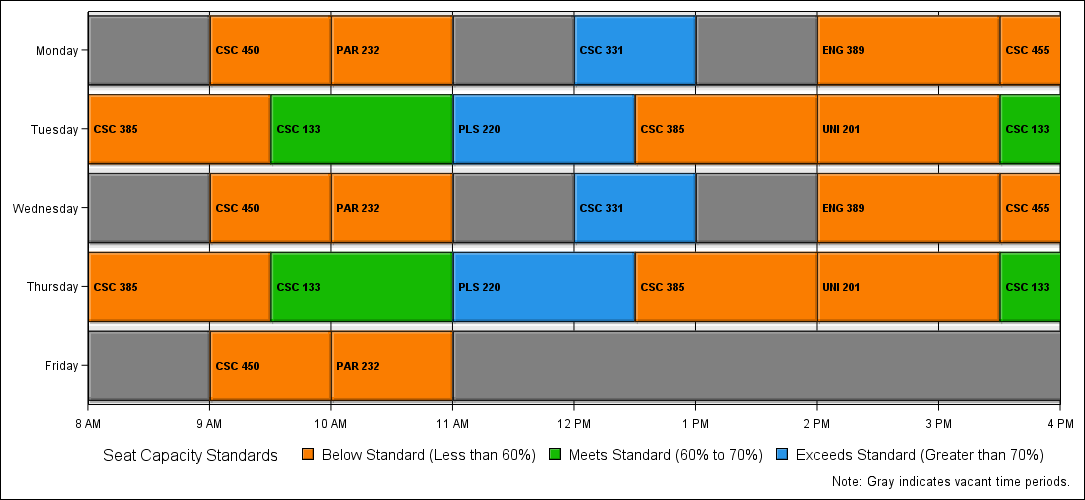 Monday
CSC 450 PAR 232 CSC 331 ENG 389 CSC 455
Tuesday
CSC 385 CSC 133 PLS 220 CSC 385 UNI 201 CSC 133
Wednesday
CSC 450 PAR 232 CSC 331 ENG 389 CSC 455
Thursday
CSC 385 CSC 133 PLS 220 CSC 385 UNI 201 CSC 133
Friday
CSC 450 PAR 232
8 AM 9 AM 10 AM 11 AM 12 PM 1 PM 2 PM 3 PM 4 PM
Seat Capacity Standards Below Standard (Less than 60%) Meets Standard (60% to 70%) Exceeds Standard (Greater than 70%)
Note: Gray indicates vacant time periods.